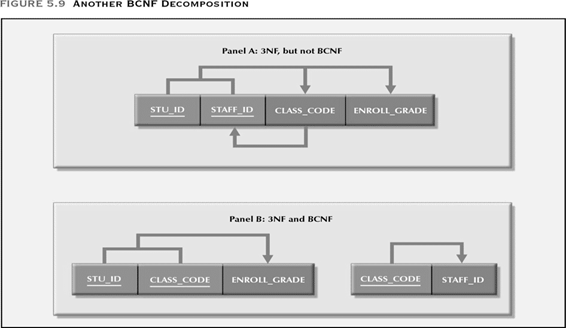 FIGURE 5.9 ANOTHER BCNF DECOMPOSITION
Panel A: 3NF, but not BCNF
STU_ID STAFF_ID CLASS_CODE ENROLL_GRADE
Panel B: 3NF and BCNF
STU_ID CLASS_CODE ENROLL_GRADE CLASS_CODE STAFF_ID